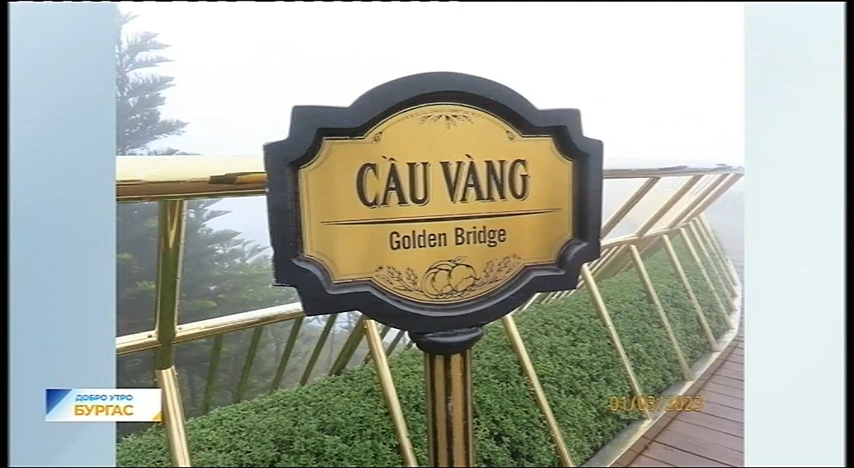 CẦU VÀNG
Golden Bridge
ДОБРО УТРО
БУРГАС
01/03/2023